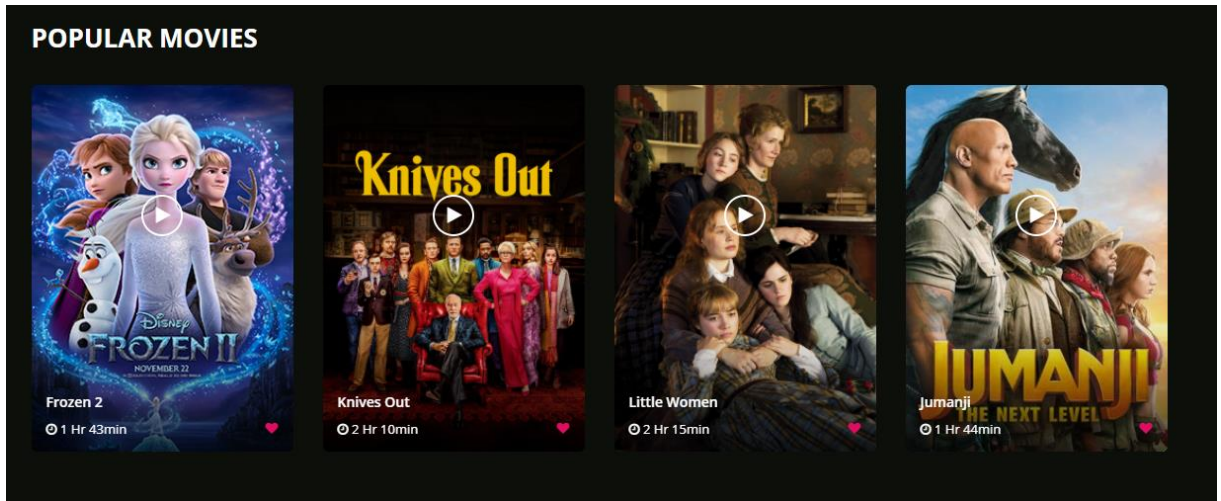 POPULAR MOVIES
DISNEY
FROZEN II
NOVEMBER 22
Frozen 2
1 Hr 43min
Knives Out
Knives Out
2 Hr 10min
Little Women
2 Hr 15min
JUMANJI
THE NEXT LEVEL
Jumanji
1 Hr 44min